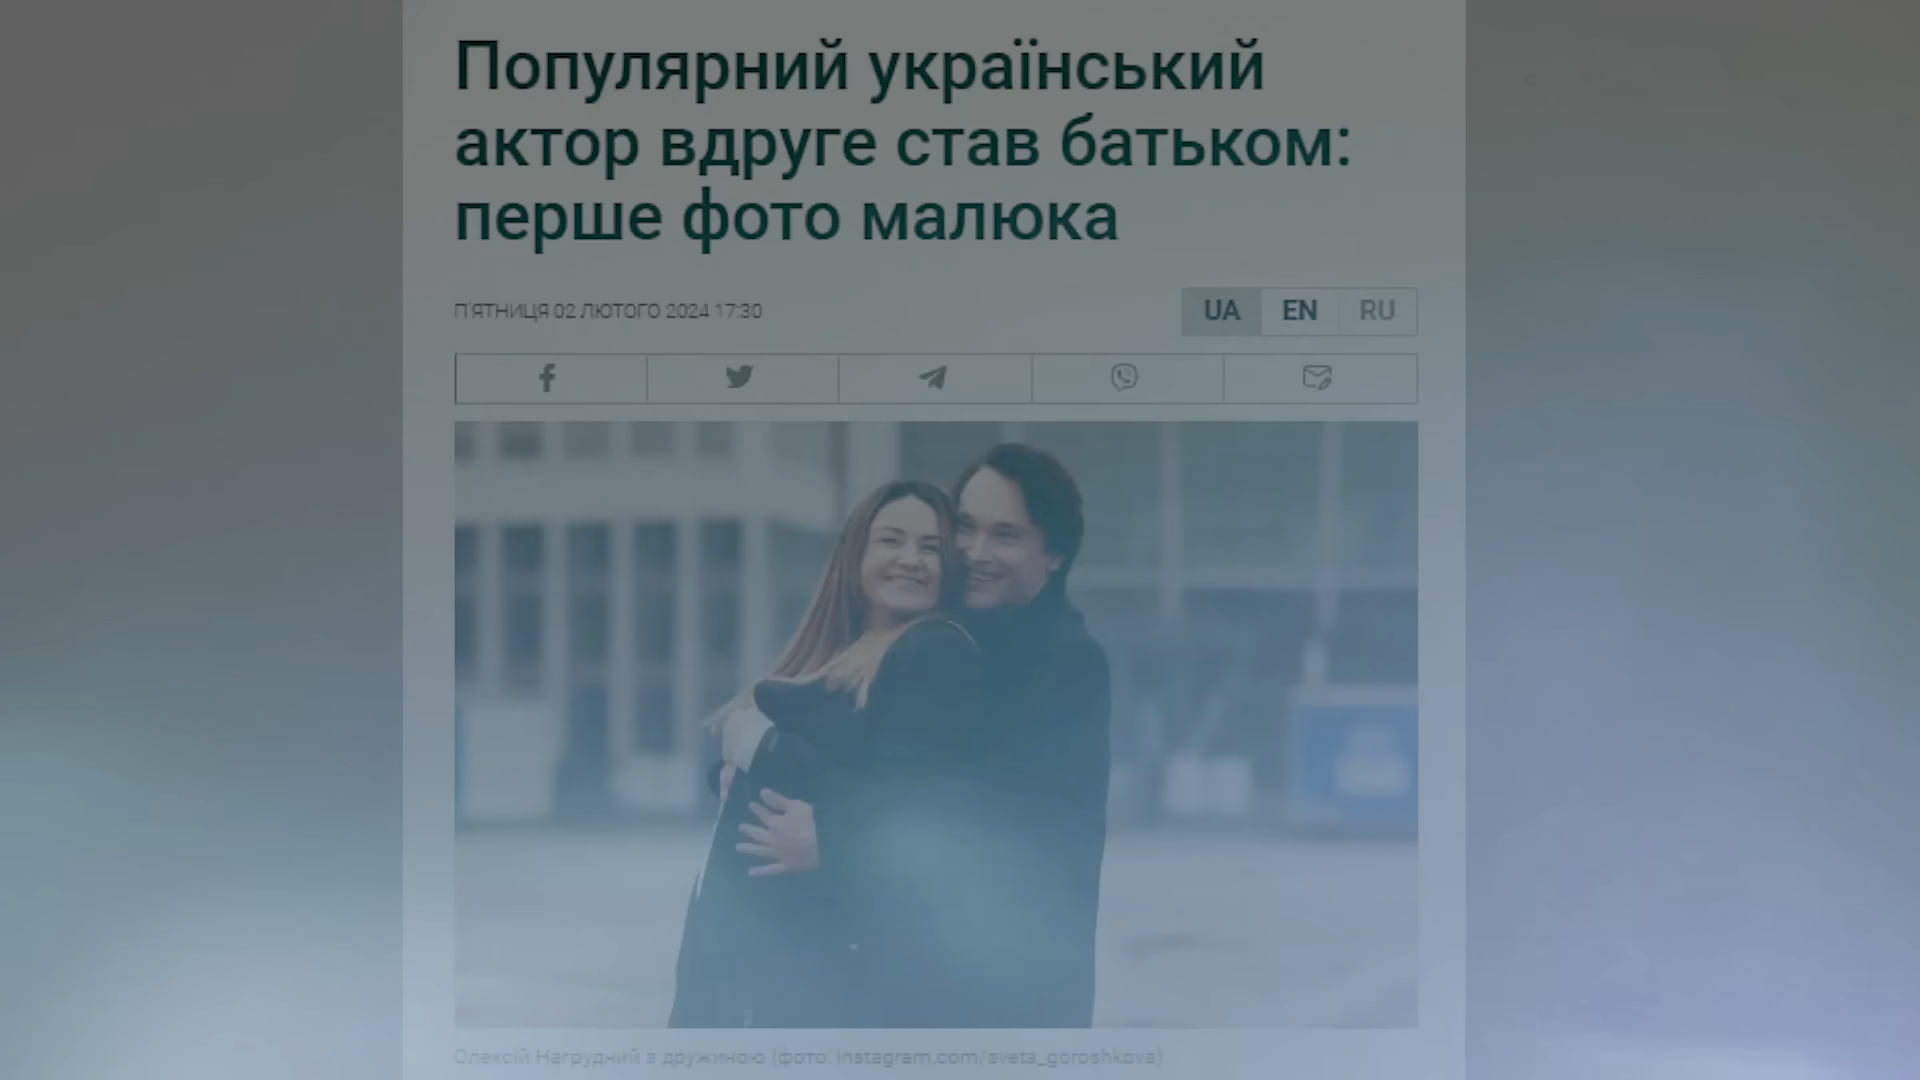 Популярний український
актор вдруге став батьком:
перше фото малюка
П'ЯТНИЦЯ 02 ЛЮТОГО 2024 17:30
UA EN RU
Олексій Нагрудний з дружиною (фото: instagram.com/sveta_goroshkova)